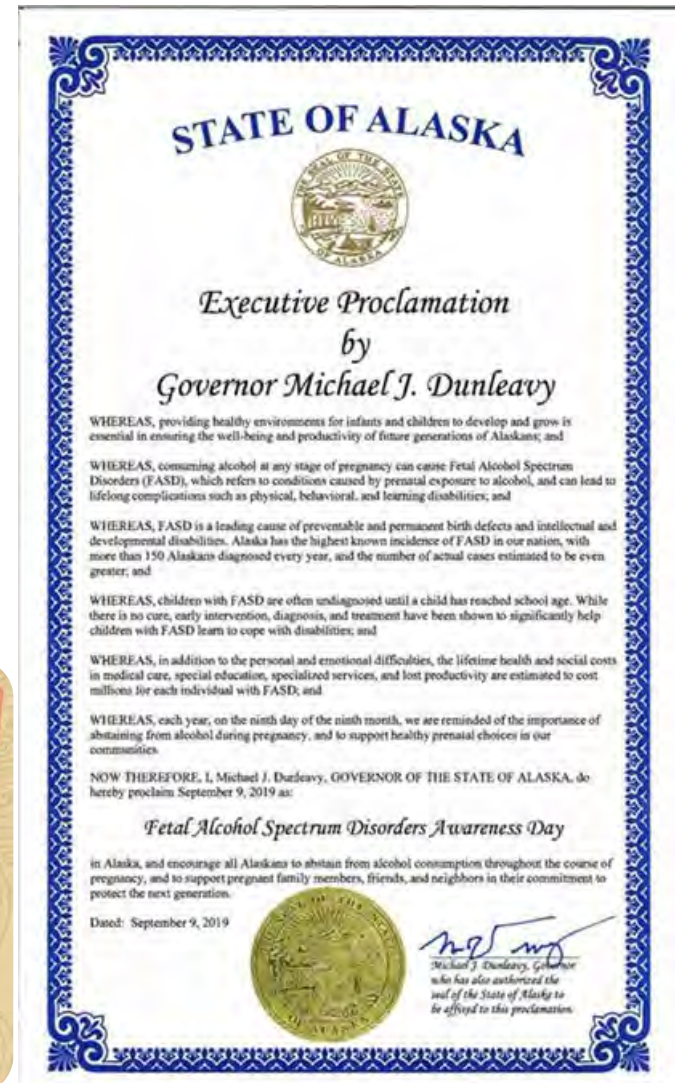 STATE OF ALASKA
THE SEAL OF THE STATE
OF ALASKA
Executive Proclamation
by
Governor Michael J. Dunleavy
WHEREAS, providing healthy environments for infants and children to develop and grow is
essential in ensuring the well-being and productivity of future generations of Alaskans; and
WHEREAS, consuming alcohol at any stage of pregnancy can cause Fetal Alcohol Spectrum
Disorders (FASD), which refers to conditions caused by prenatal exposure to alcohol, and can lead to
lifelong complications such as physical, behavioral, and learning disabilities; and
WHEREAS, FASD is a leading cause of preventable and permanent birth defects and intellectual and
developmental disabilities. Alaska has the highest known incidence of FASD in our nation, with
more than 150 Alaskans diagnosed every year, and the number of actual cases estimated to be even
greater; and
WHEREAS, children with FASD are often undiagnosed until a child has reached school age. While
there is no cure, early intervention, diagnosis, and treatment have been shown to significantly help
children with FASD learn to cope with disabilities; and
WHEREAS, in addition to the personal and emotional difficulties, the lifetime health and social costs
in medical care, special education, specialized services, and lost productivity are estimated to cost
millions for each individual with FASD; and
WHEREAS, each year, on the ninth day of the ninth month, we are reminded of the importance of
abstaining from alcohol during pregnancy, and to support healthy prenatal choices in our
communities.
NOW THEREFORE, I, Michael J. Dunleavy, GOVERNOR OF THE STATE OF ALASKA, do
hereby proclaim September 9, 2019 as:
Fetal Alcohol Spectrum Disorders Awareness Day
in Alaska, and encourage all Alaskans to abstain from alcohol consumption throughout the course of
pregnancy, and to support pregnant family members, friends, and neighbors in their commitment to
protect the next generation.
Dated: September 9, 2019
THE SEAL OF THE STATE
OF ALASKA
Michael J. Dunleavy, Governor
who has also authorized the
seal of the State of Alaska to
be affixed to this proclamation.